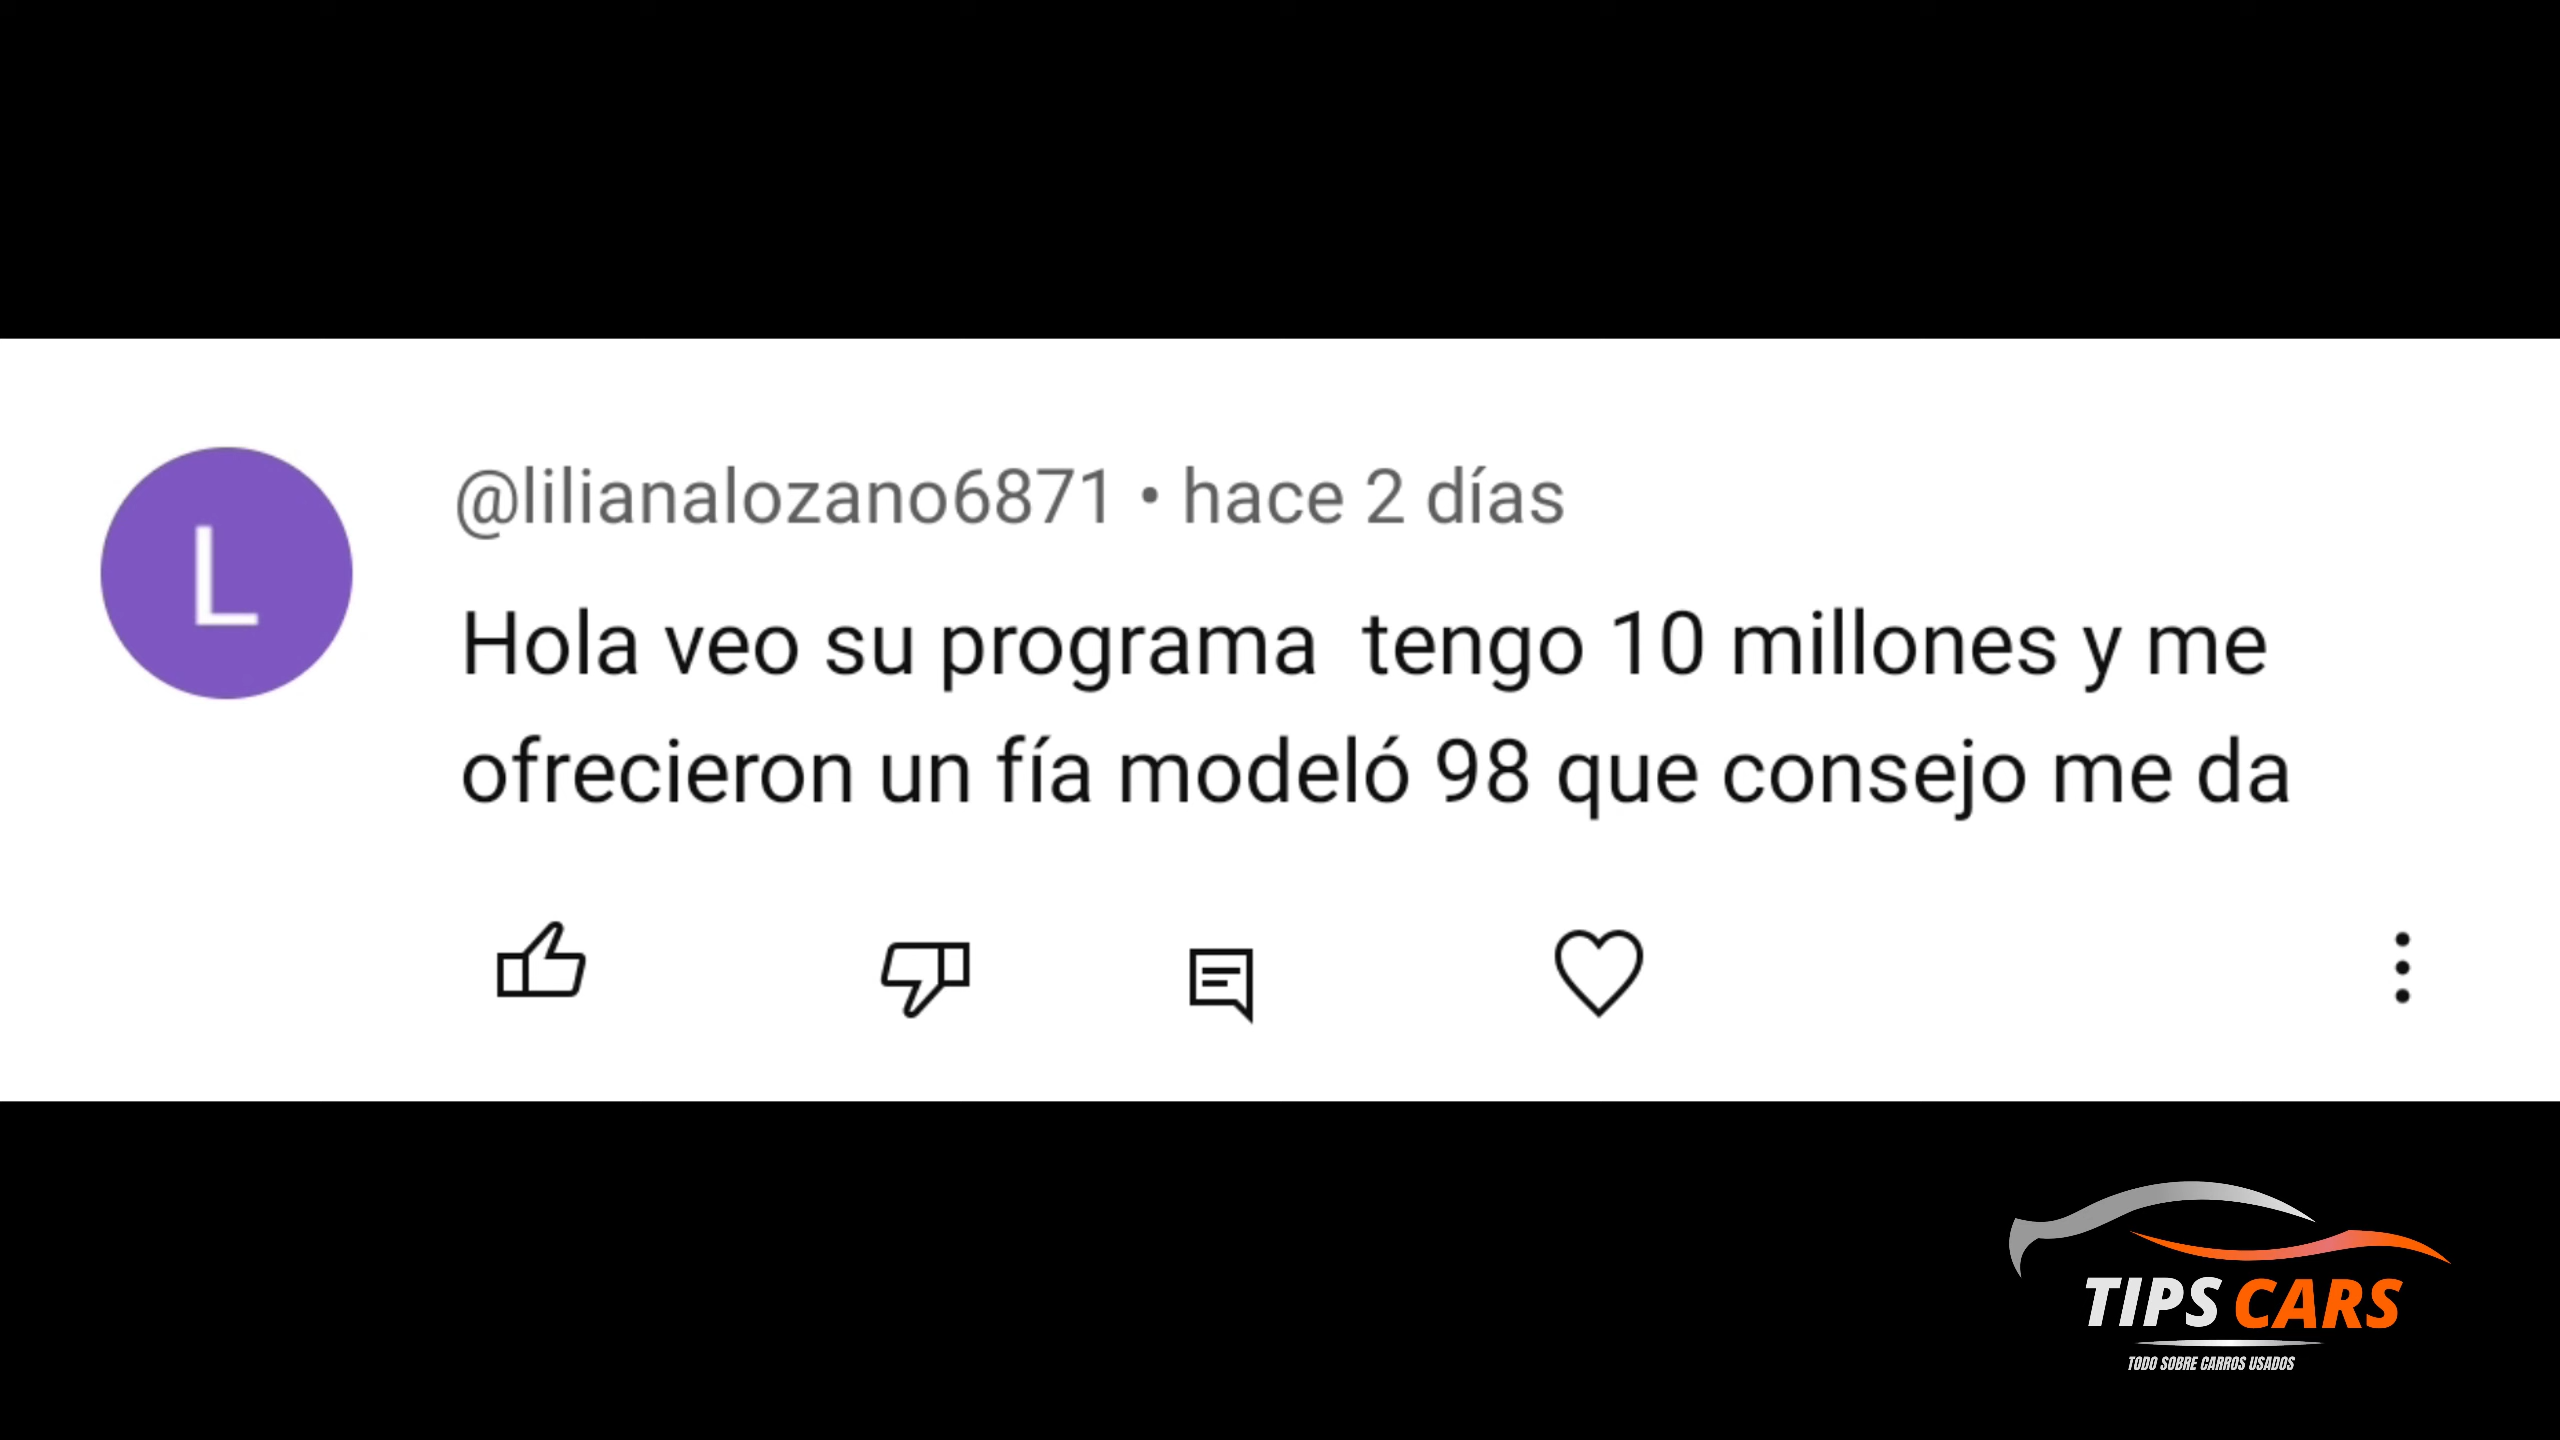 L
@lilianalozano6871 • hace 2 días
Hola veo su programa  tengo 10 millones y me
ofrecieron un fía modeló 98 que consejo me da
TIPS CARS
TODO SOBRE CARROS USADOS